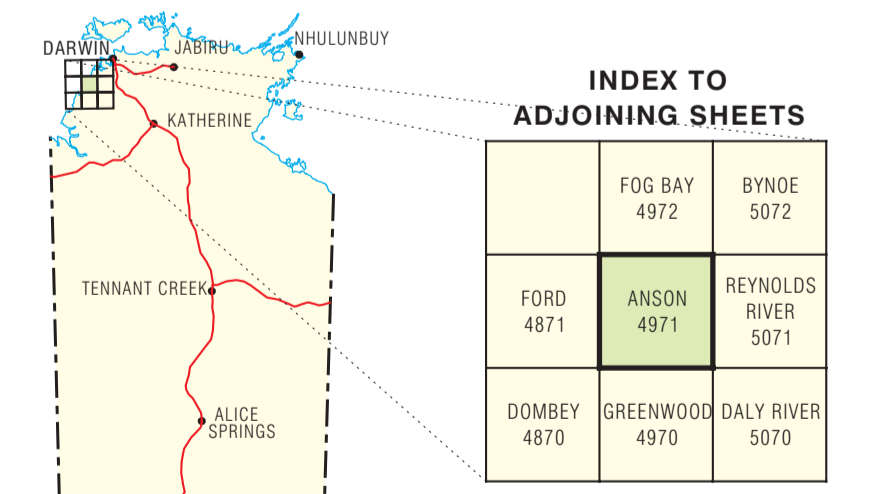 DARWIN
JABIRU
NHULUNBUY
KATHERINE
TENNANT CREEK
ALICE
SPRINGS
INDEX TO
ADJOINING SHEETS
FOG BAY
4972
BYNOE
5072
FORD
4871
ANSON
4971
REYNOLDS
RIVER
5071
DOMBEY
4870
GREENWOOD
4970
DALY RIVER
5070